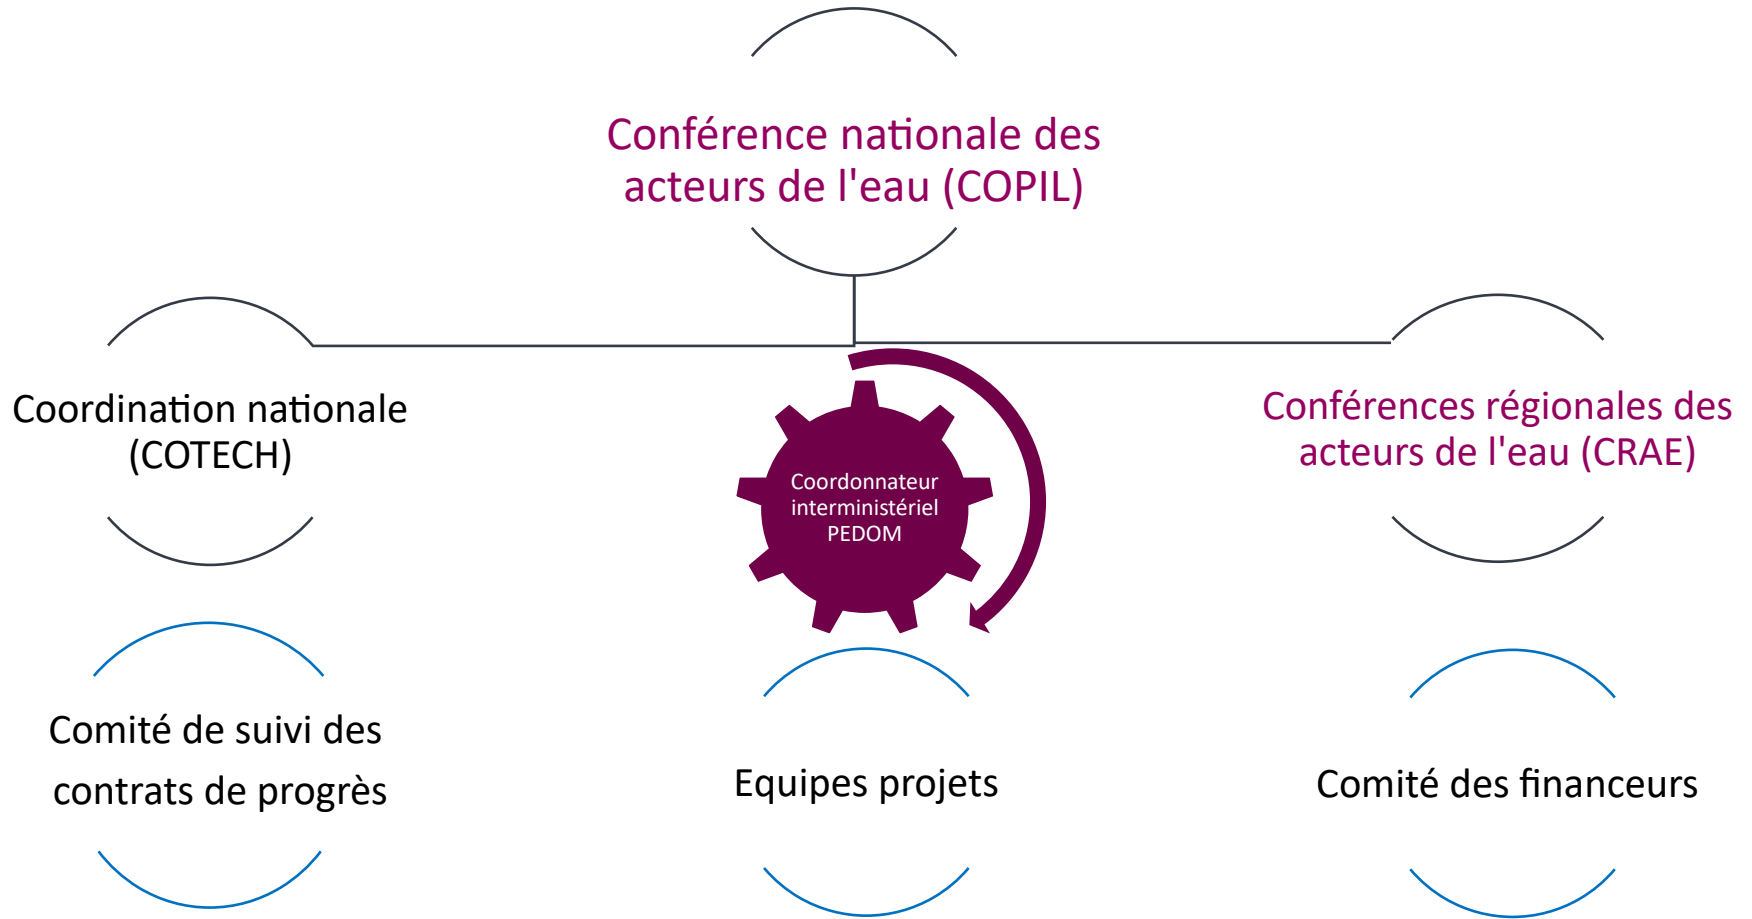 Conférence nationale des
acteurs de l'eau (COPIL)
Coordination nationale
(COTECH)
Coordonnateur
interministériel
PEDOM
Conférences régionales des
acteurs de l'eau (CRAE)
Comité de suivi des
contrats de progrès
Equipes projets
Comité des financeurs